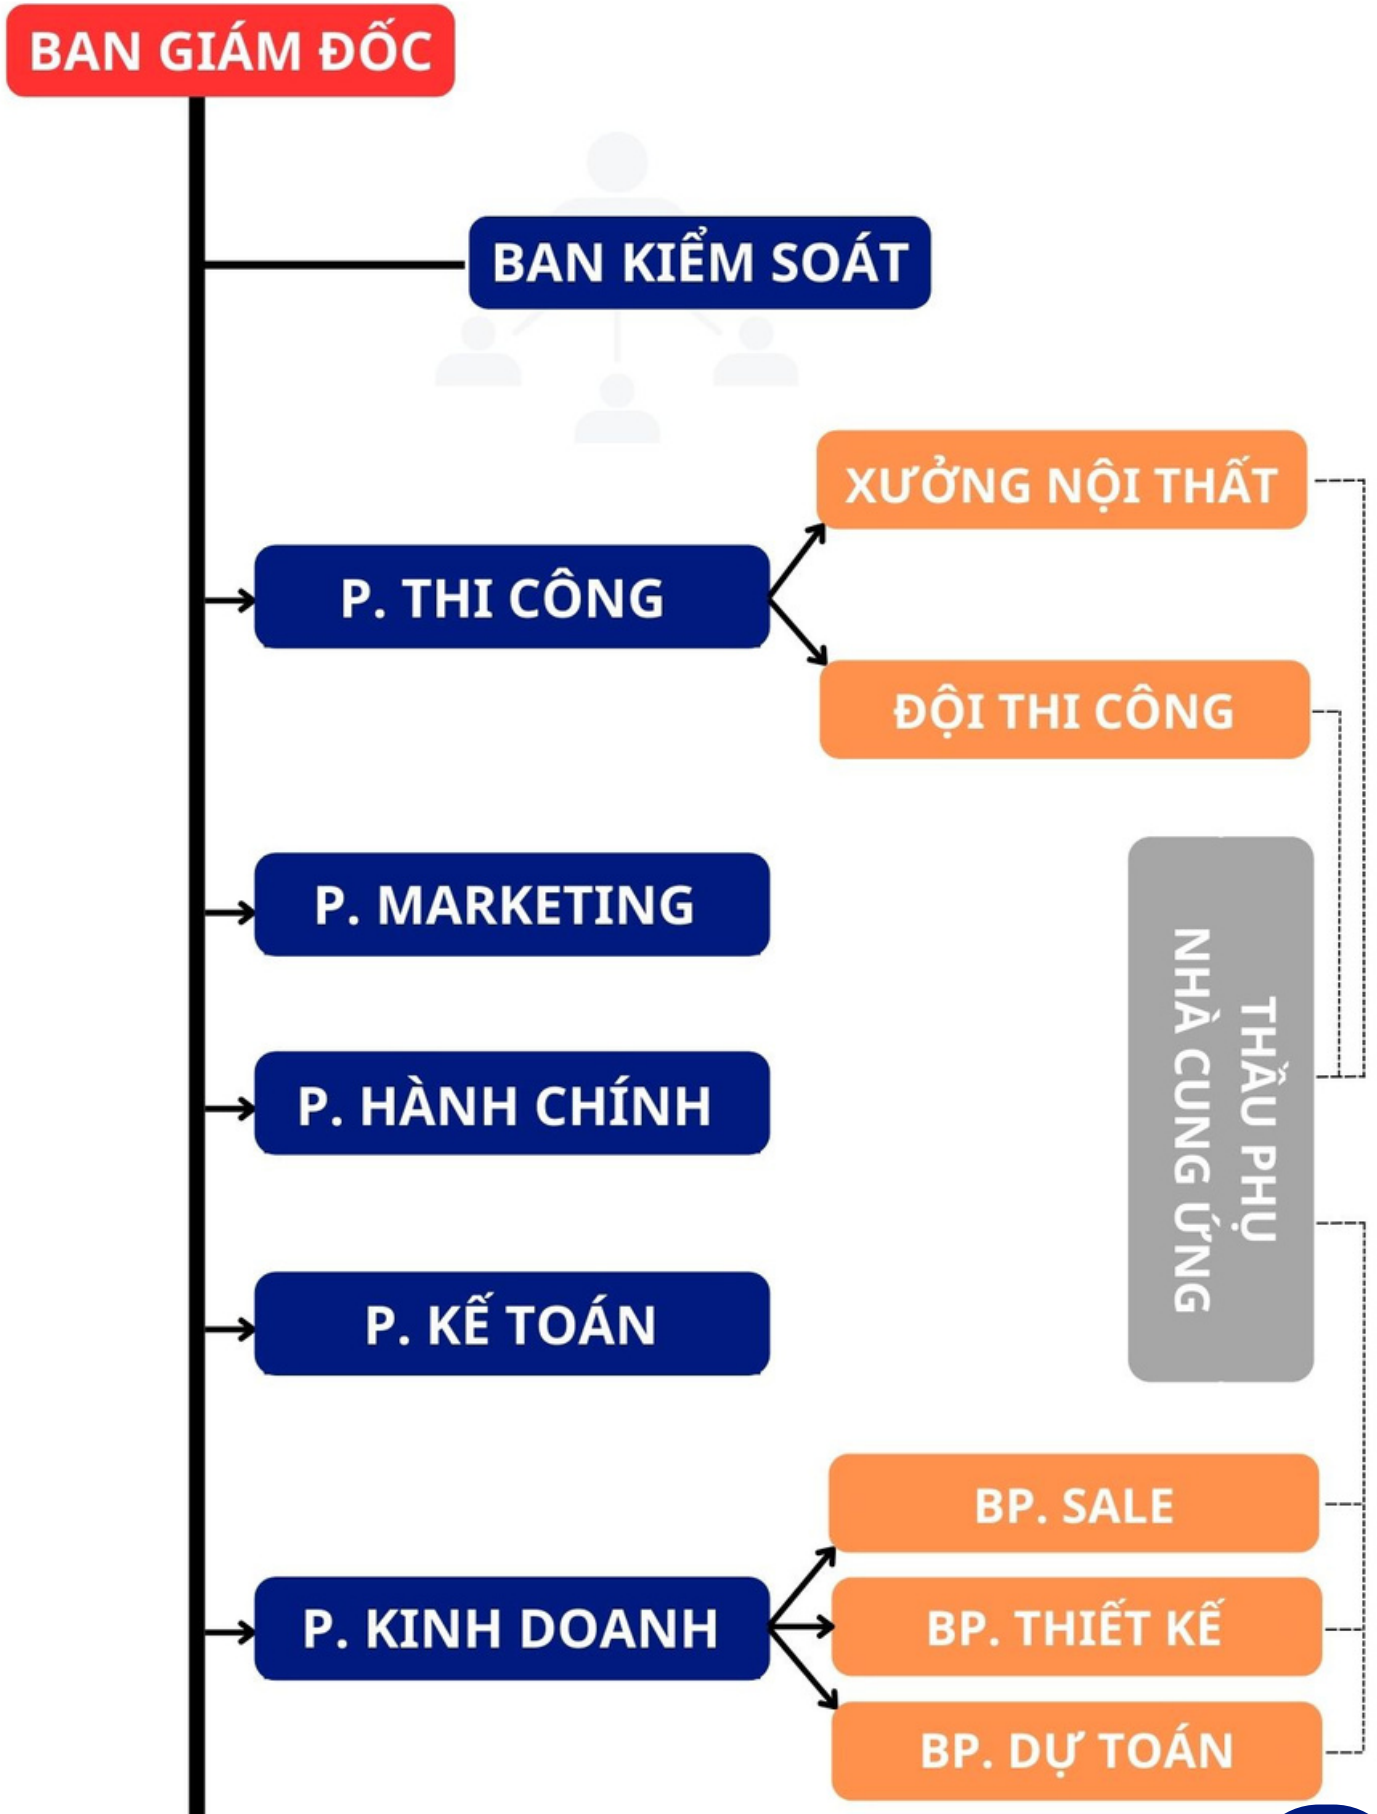 BAN GIÁM ĐỐC
BAN KIỂM SOÁT
XƯỞNG NỘI THẤT
P. THI CÔNG
ĐỘI THI CÔNG
P. MARKETING
THẦU PHỤ
NHÀ CUNG ỨNG
P. HÀNH CHÍNH
P. KẾ TOÁN
BP. SALE
P. KINH DOANH
BP. THIẾT KẾ
BP. DỰ TOÁN